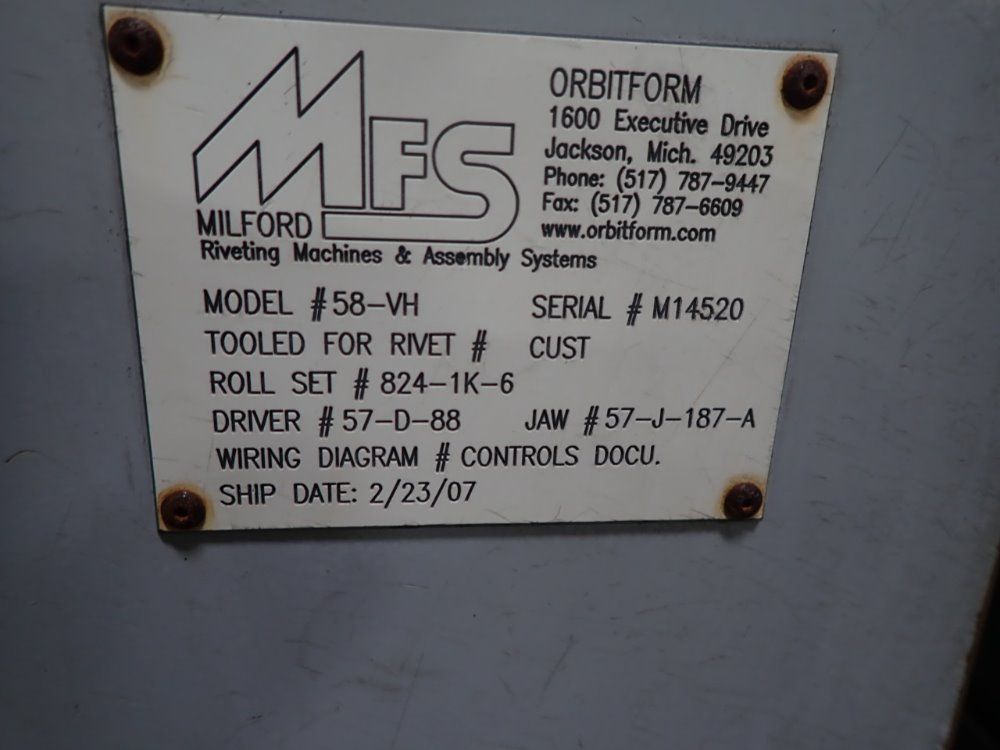 MFS
MILFORD
Riveting Machines & Assembly Systems
ORBITFORM
1600 Executive Drive
Jackson, Mich. 49203
Phone: (517) 787-9447
Fax: (517) 787-6609
www.orbitform.com
MODEL #58-VH SERIAL # M14520
TOOLED FOR RIVET # CUST
ROLL SET # 824-1K-6
DRIVER #57-D-88 JAW #57-J-187-A
WIRING DIAGRAM # CONTROLS DOCU.
SHIP DATE: 2/23/07